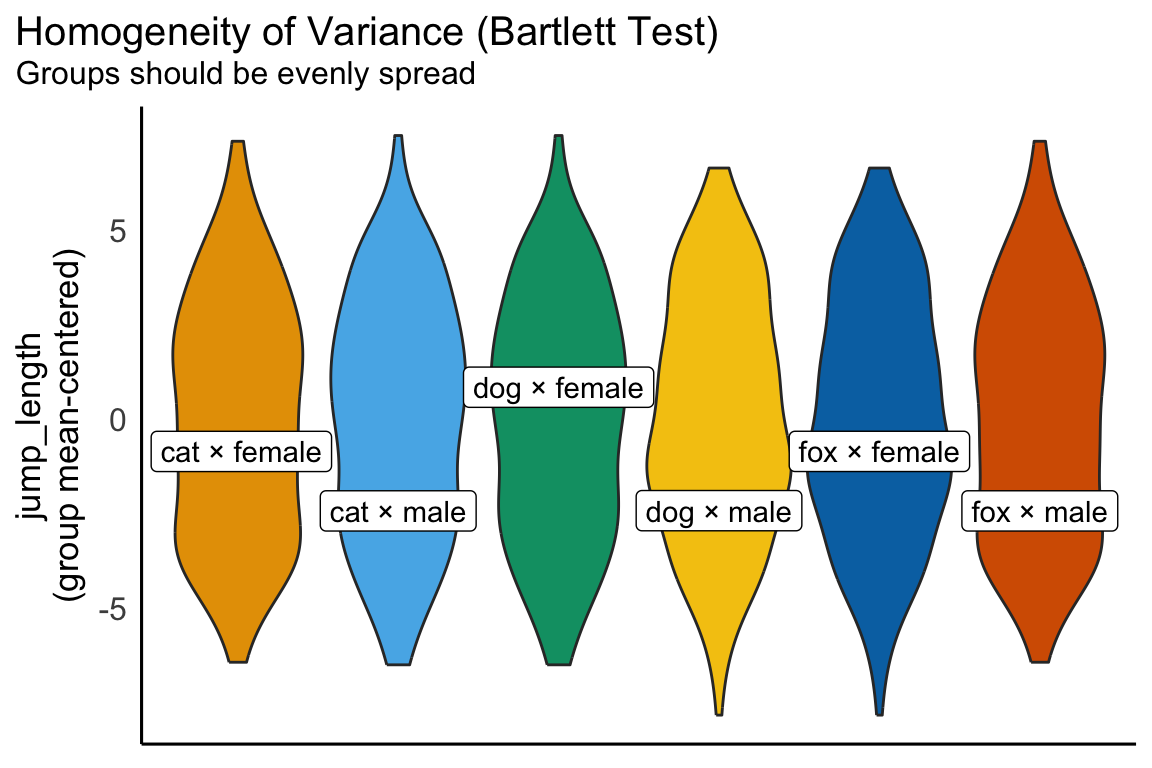 Homogeneity of Variance (Bartlett Test)
Groups should be evenly spread
jump_length
(group mean-centered)
5
0
-5
cat × female
cat × male
dog × female
dog × male
fox × female
fox × male